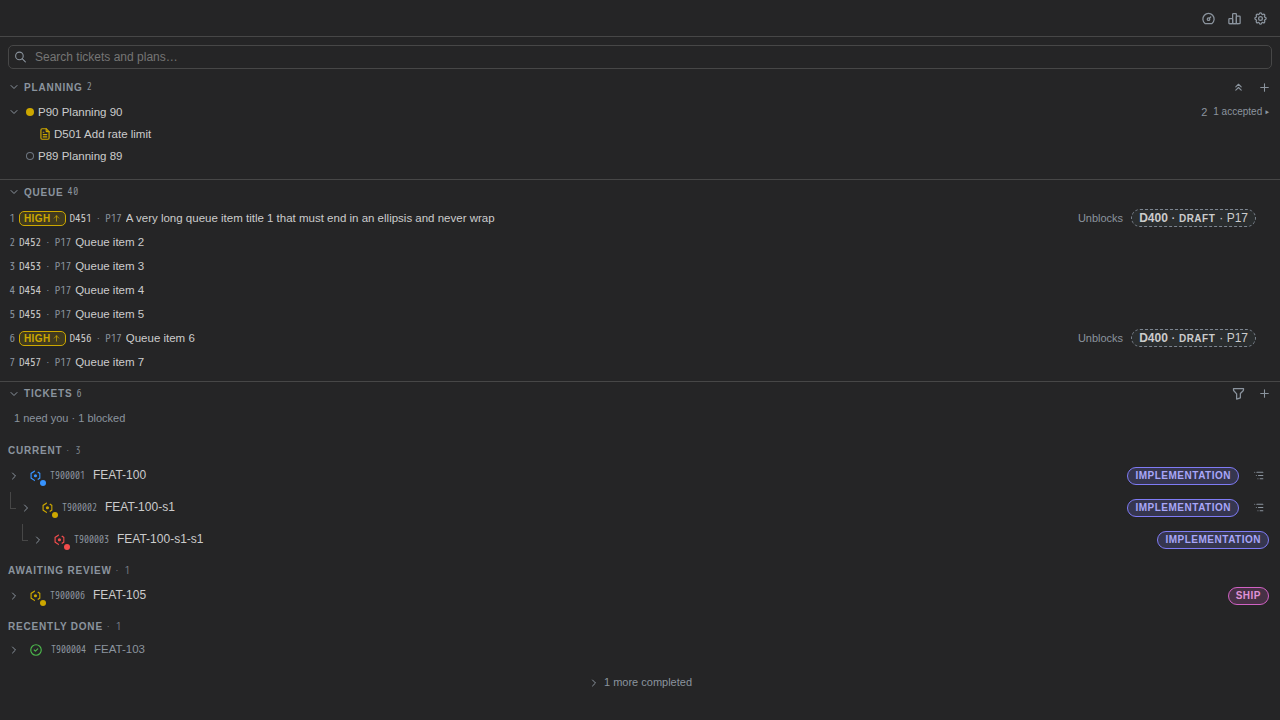 Search tickets and plans…
PLANNING 2
P90 Planning 90 2 1 accepted ▸
D501 Add rate limit
P89 Planning 89
QUEUE 40
1 HIGH ↑ D451 · P17 A very long queue item title 1 that must end in an ellipsis and never wrap Unblocks D400 · DRAFT · P17
2 D452 · P17 Queue item 2
3 D453 · P17 Queue item 3
4 D454 · P17 Queue item 4
5 D455 · P17 Queue item 5
6 HIGH ↑ D456 · P17 Queue item 6 Unblocks D400 · DRAFT · P17
7 D457 · P17 Queue item 7
TICKETS 6
1 need you · 1 blocked
CURRENT · 3
T900001 FEAT-100 IMPLEMENTATION
T900002 FEAT-100-s1 IMPLEMENTATION
T900003 FEAT-100-s1-s1 IMPLEMENTATION
AWAITING REVIEW · 1
T900006 FEAT-105 SHIP
RECENTLY DONE · 1
T900004 FEAT-103
1 more completed